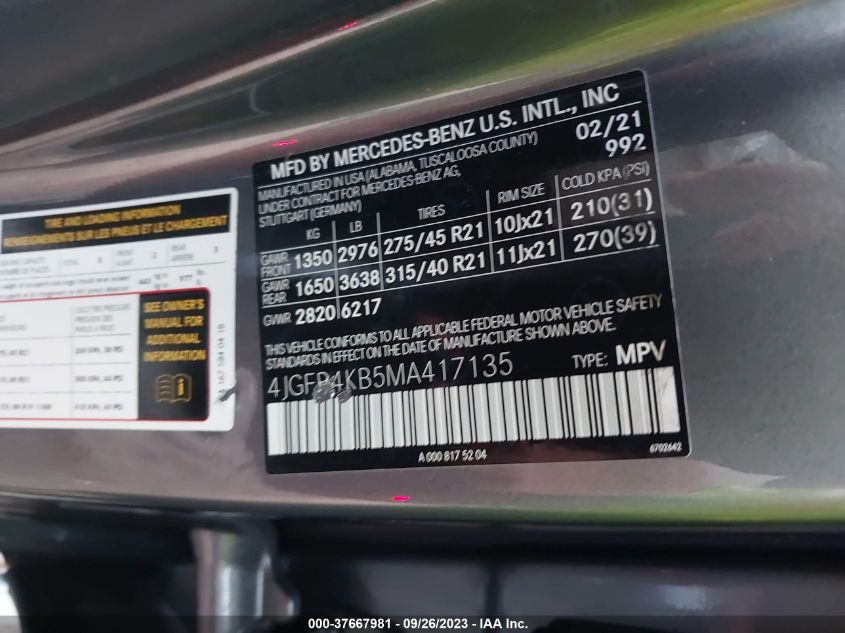 MFD BY MERCEDES-BENZ U.S. INTL., INC
MANUFACTURED IN USA (ALABAMA, TUSCALOOSA COUNTY) 02/21
UNDER CONTRACT FOR MERCEDES-BENZ AG, 992
STUTTGART (GERMANY)
KG LB TIRES RIM SIZE COLD KPA (PSI)
GAWR FRONT 1350 2976 275/45 R21 10Jx21 210(31)
GAWR REAR 1650 3638 315/40 R21 11Jx21 270(39)
GVWR 2820 6217
THIS VEHICLE CONFORMS TO ALL APPLICABLE FEDERAL MOTOR VEHICLE SAFETY
STANDARDS IN EFFECT ON THE DATE OF MANUFACTURE SHOWN ABOVE.
4JGFB4KB5MA417135 TYPE: MPV
A 000 817 52 04
6702642
TIRE AND LOADING INFORMATION
RENSEIGNEMENTS SUR LES PNEUS ET LE CHARGEMENT
SEE OWNER'S
MANUAL FOR
ADDITIONAL
INFORMATION
000-37667981 - 09/26/2023 - IAA Inc.